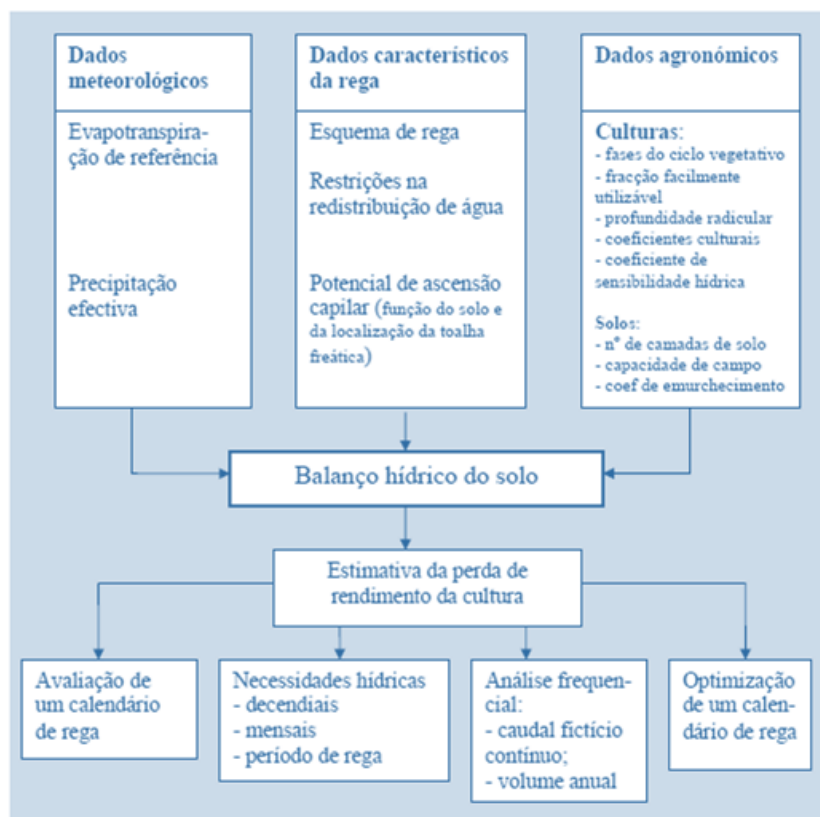 Dados
meteorológicos
Evapotranspira-
ção de referência
Precipitação
efectiva
Dados característicos
da rega
Esquema de rega
Restrições na
redistribuição de água
Potencial de ascensão
capilar (função do solo e
da localização da toalha
freática)
Dados agronómicos
Culturas:
- fases do ciclo vegetativo
- fracção facilmente
utilizável
- profundidade radicular
- coeficientes culturais
- coeficiente de
sensibilidade hídrica
Solos:
- nº de camadas de solo
- capacidade de campo
- coef de emurchecimento
Balanço hídrico do solo
Estimativa da perda de
rendimento da cultura
Avaliação de
um calendário
de rega
Necessidades hídricas
- decendiais
- mensais
- período de rega
Análise frequen-
cial:
- caudal fictício
contínuo;
- volume anual
Optimização
de um calen-
dário de rega